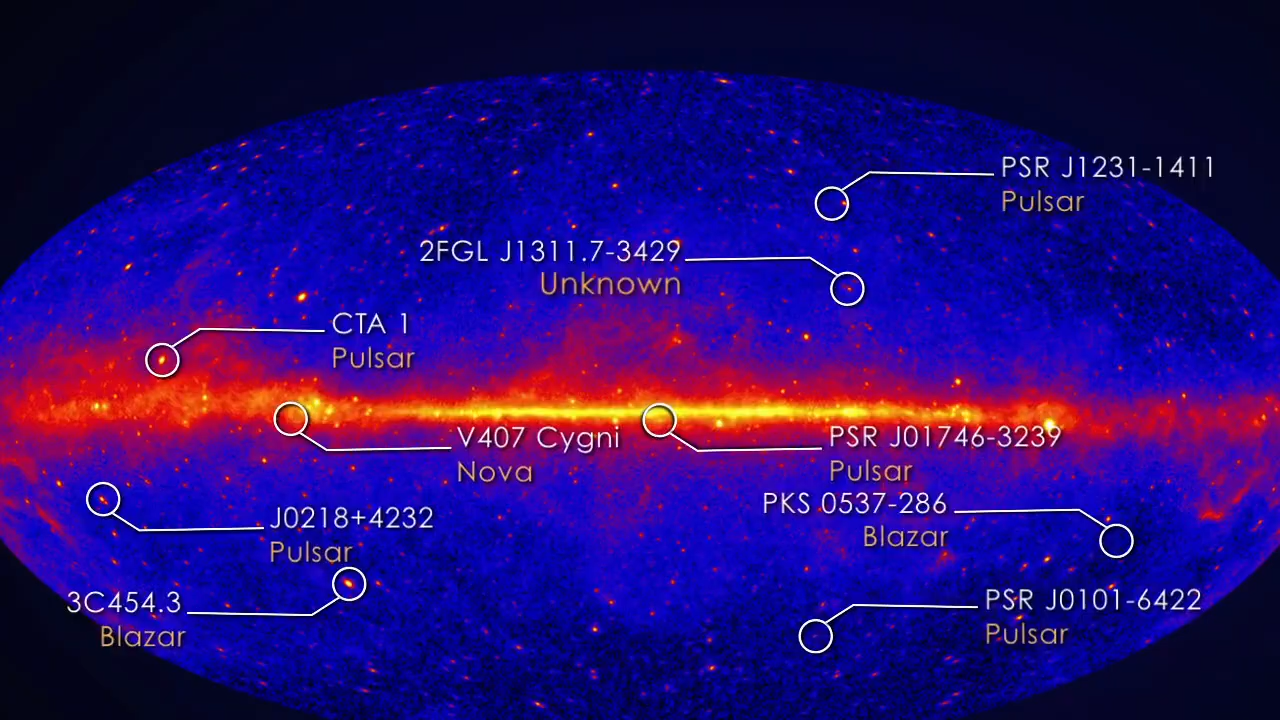 PSR J1231-1411
Pulsar
2FGL J1311.7-3429
Unknown
CTA 1
Pulsar
V407 Cygni
Nova
PSR J01746-3239
Pulsar
PKS 0537-286
Blazar
J0218+4232
Pulsar
3C454.3
Blazar
PSR J0101-6422
Pulsar